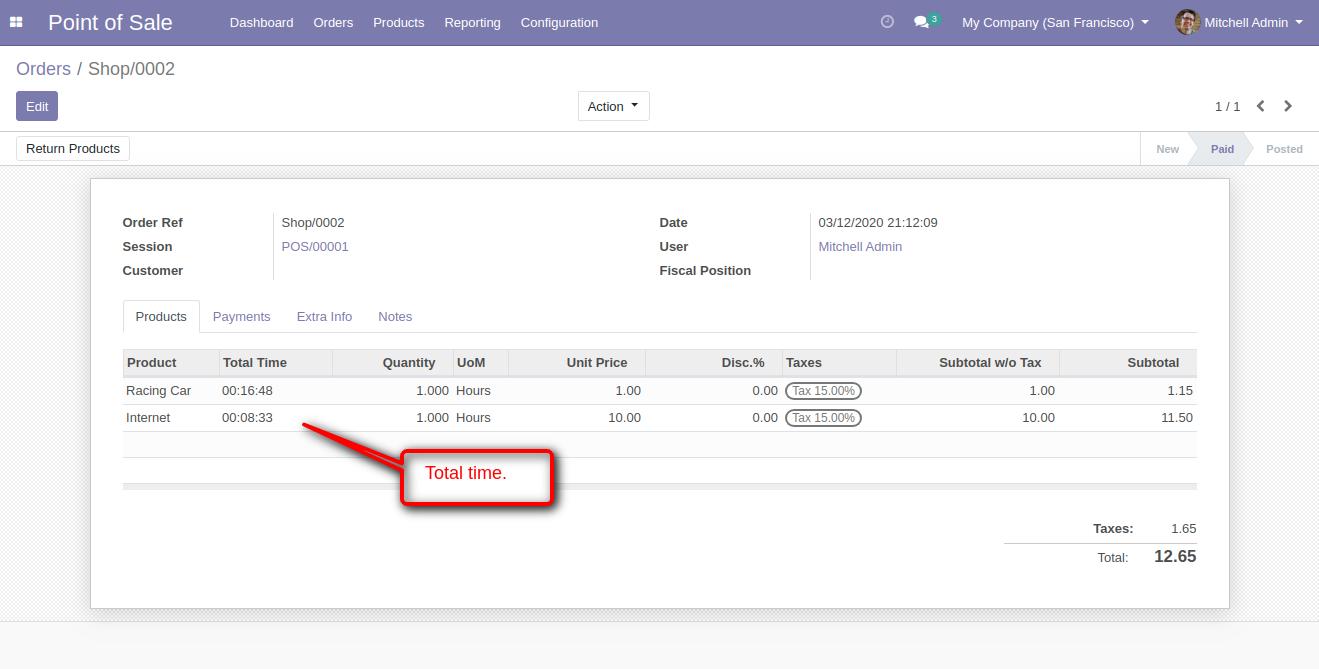 Point of Sale Dashboard Orders Products Reporting Configuration 3 My Company (San Francisco) Mitchell Admin
Orders / Shop/0002
Edit Action 1 / 1
Return Products New Paid Posted
Order Ref Shop/0002 Date 03/12/2020 21:12:09
Session POS/00001 User Mitchell Admin
Customer Fiscal Position
Products Payments Extra Info Notes
Product Total Time Quantity UoM Unit Price Disc.% Taxes Subtotal w/o Tax Subtotal
Racing Car 00:16:48 1.000 Hours 1.00 0.00 Tax 15.00% 1.00 1.15
Internet 00:08:33 1.000 Hours 10.00 0.00 Tax 15.00% 10.00 11.50
Total time.
Taxes: 1.65
Total: 12.65